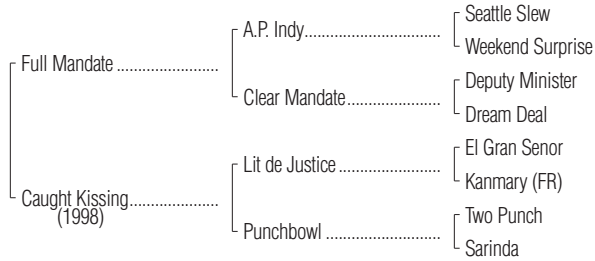 Seattle Slew
A.P. Indy
Weekend Surprise
Full Mandate
Deputy Minister
Clear Mandate
Dream Deal
El Gran Senor
Lit de Justice
Kanmary (FR)
Caught Kissing
(1998)
Two Punch
Punchbowl
Sarinda